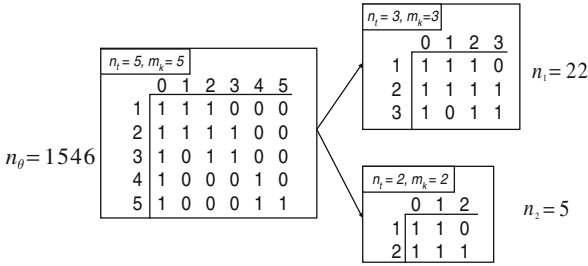 n_θ = 1546
n_t = 5, m_k = 5
0 1 2 3 4 5
1 1 1 1 0 0 0
2 1 1 1 1 0 0
3 1 0 1 1 0 0
4 1 0 0 0 1 0
5 1 0 0 0 1 1
n_t = 3, m_k=3
0 1 2 3
1 1 1 1 0
2 1 1 1 1
3 1 0 1 1
n_1 = 22
n_t = 2, m_k = 2
0 1 2
1 1 1 0
2 1 1 1
n_2 = 5